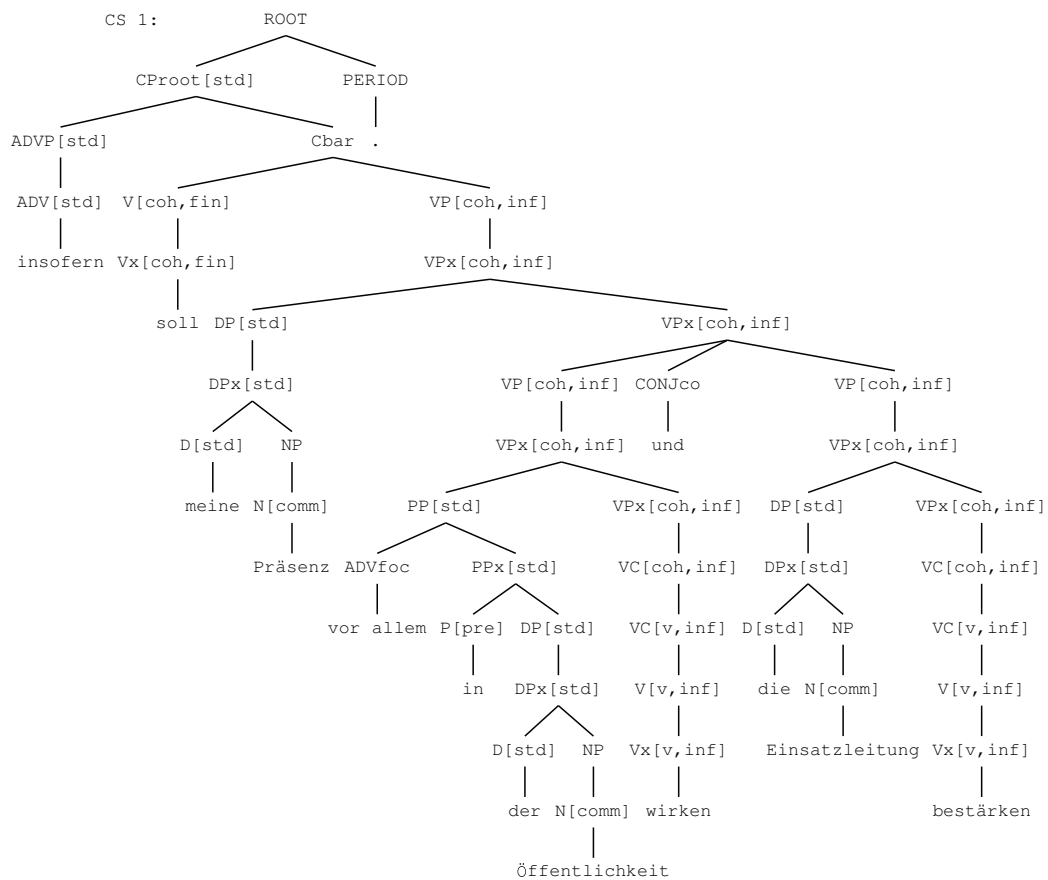 CS 1: ROOT
CProot[std] PERIOD
ADVP[std] Cbar .
ADV[std] V[coh,fin] VP[coh,inf]
insofern Vx[coh,fin] VPx[coh,inf]
soll DP[std] VPx[coh,inf]
DPx[std] VP[coh,inf] CONJco VP[coh,inf]
D[std] NP VPx[coh,inf] und VPx[coh,inf]
meine N[comm] PP[std] VPx[coh,inf] DP[std] VPx[coh,inf]
Präsenz ADVfoc PPx[std] VC[coh,inf] DPx[std] VC[coh,inf]
vor allem P[pre] DP[std] VC[v,inf] D[std] NP VC[v,inf]
in DPx[std] V[v,inf] die N[comm] V[v,inf]
D[std] NP Vx[v,inf] Einsatzleitung Vx[v,inf]
der N[comm] wirken bestärken
Öffentlichkeit